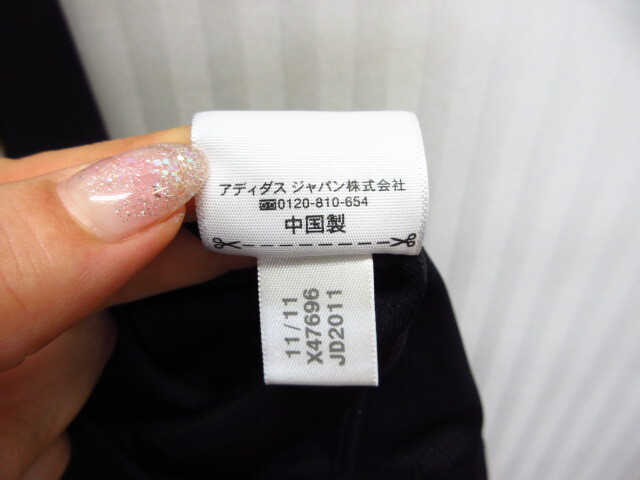 アディダス ジャパン株式会社
0120-810-654
中国製
11/11
X47696
JD2011